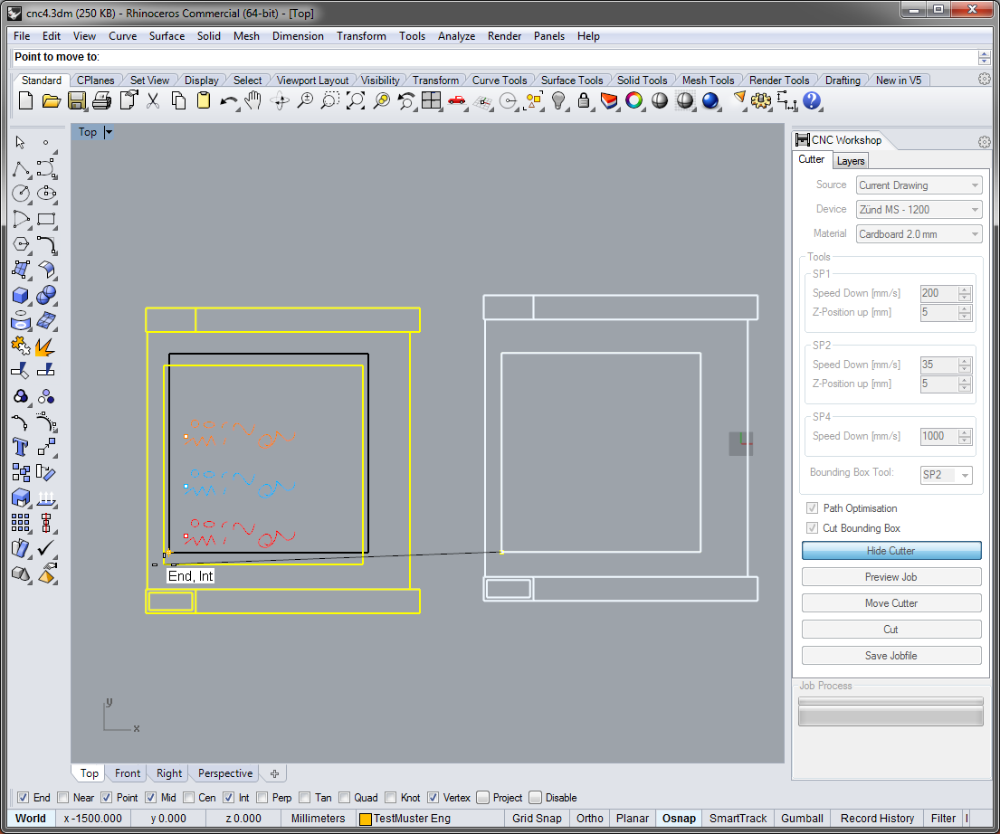 cnc4.3dm (250 KB) - Rhinoceros Commercial (64-bit) - [Top]
File Edit View Curve Surface Solid Mesh Dimension Transform Tools Analyze Render Panels Help
Point to move to:
Standard CPlanes Set View Display Select Viewport Layout Visibility Transform Curve Tools Surface Tools Solid Tools Mesh Tools Render Tools Drafting New in V5
Top
CNC Workshop
Cutter Layers
Source Current Drawing
Device Zünd MS - 1200
Material Cardboard 2.0 mm
Tools
SP1
Speed Down [mm/s] 200
Z-Position up [mm] 5
SP2
Speed Down [mm/s] 35
Z-Position up [mm] 5
SP4
Speed Down [mm/s] 1000
Bounding Box Tool: SP2
Path Optimisation
Cut Bounding Box
Hide Cutter
Preview Job
Move Cutter
Cut
Save Jobfile
Job Process
End, Int
y
x
Top Front Right Perspective
End Near Point Mid Cen Int Perp Tan Quad Knot Vertex Project Disable
World x -1500.000 y 0.000 z 0.000 Millimeters TestMuster Eng Grid Snap Ortho Planar Osnap SmartTrack Gumball Record History Filter